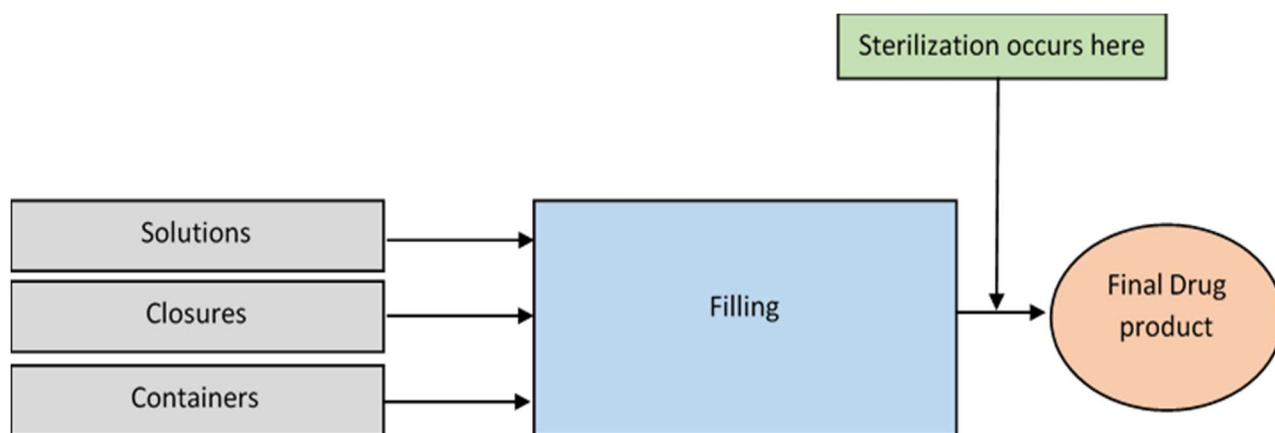 Sterilization occurs here
Solutions
Closures
Containers
Filling
Final Drug
product